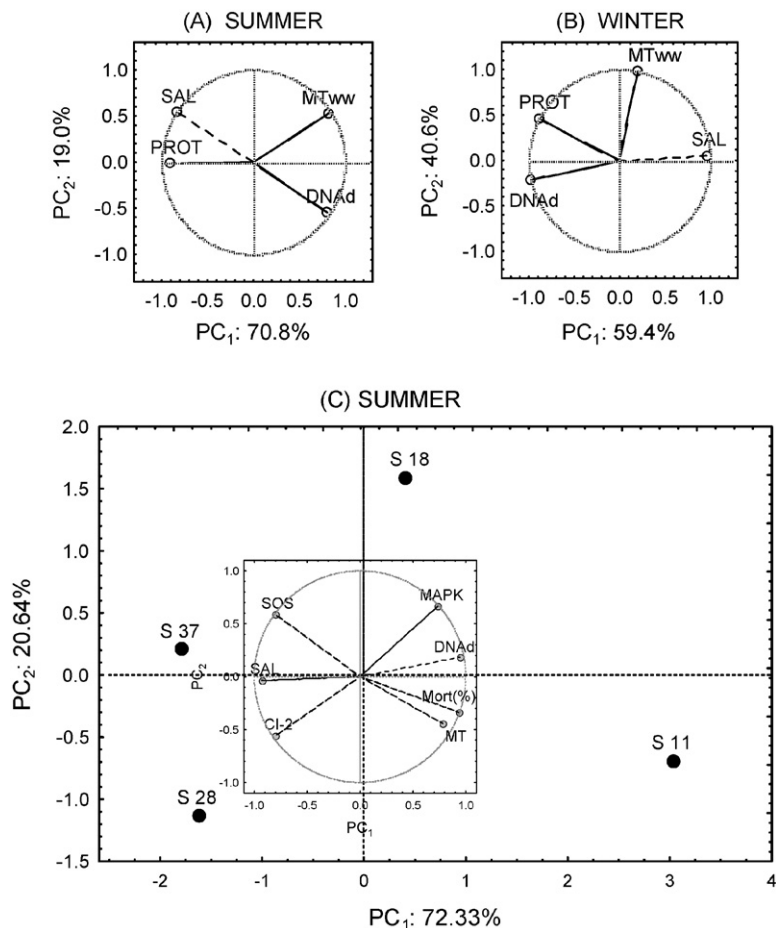 (A) SUMMER
(B) WINTER
1.0
0.5
0.0
-0.5
-1.0
PC2: 19.0%
SAL
MTww
PROT
DNAd
-1.0 -0.5 0.0 0.5 1.0
PC1: 70.8%
1.0
0.5
0.0
-0.5
-1.0
PC2: 40.6%
MTww
PROT
SAL
DNAd
-1.0 -0.5 0.0 0.5 1.0
PC1: 59.4%
(C) SUMMER
2.0
1.5
1.0
0.5
0.0
-0.5
-1.0
-1.5
PC2: 20.64%
S 18
S 37
S 11
S 28
1.0
0.5
0.0
-0.5
-1.0
PC2
SOS
MAPK
DNAd
SAL
Mort(%)
CI-2
MT
-1.0 -0.5 0.0 0.5 1.0
PC1
-2 -1 0 1 2 3 4
PC1: 72.33%